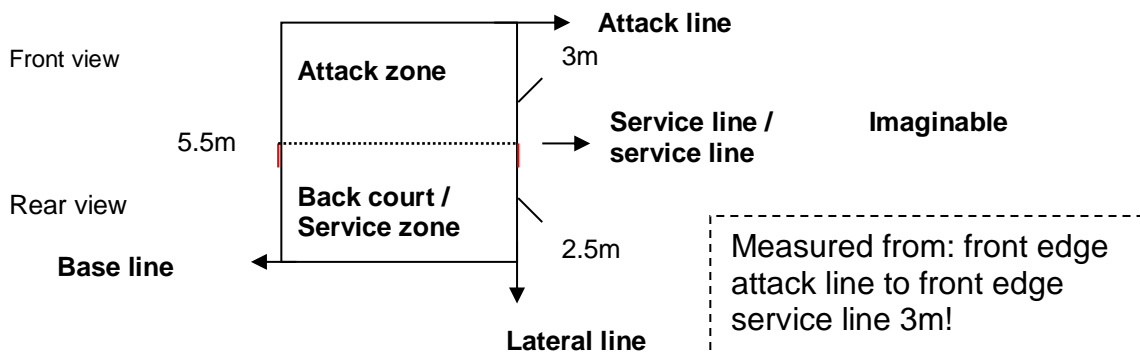 Attack line
Front view
3m
Attack zone
5.5m
Service line /
service line
Imaginable
Rear view
Back court /
Service zone
2.5m
Base line
Lateral line
Measured from: front edge
attack line to front edge
service line 3m!